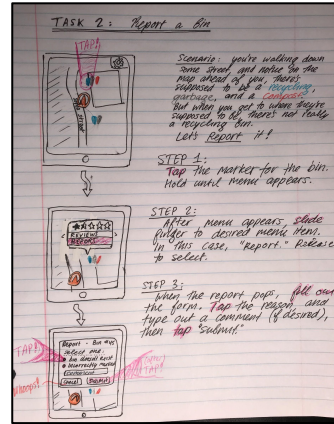 TASK 2: Report a Bin
TAP!
Scenario: you're walking down
some street, and notice on the
map ahead of you, there's
supposed to be a recycling,
garbage, and a compost.
But when you get to where they're
supposed to be, there's not really
a recycling bin.
Let's Report it!
STEP 1:
Tap the marker for the bin.
Hold until menu appears.
STEP 2:
After menu appears, slide
finger to desired menu item.
In this case, "Report." Release
to select.
REVIEW
REPORT
STEP 3:
When the report pops, fill out
the form. Tap the reason, and
type out a comment (if desired),
then tap "submit."
Report - Bin #45
Select one:
bin doesn't exist
incorrectly marked
Cancel
Submit
TAP!
whoops!
TAP!